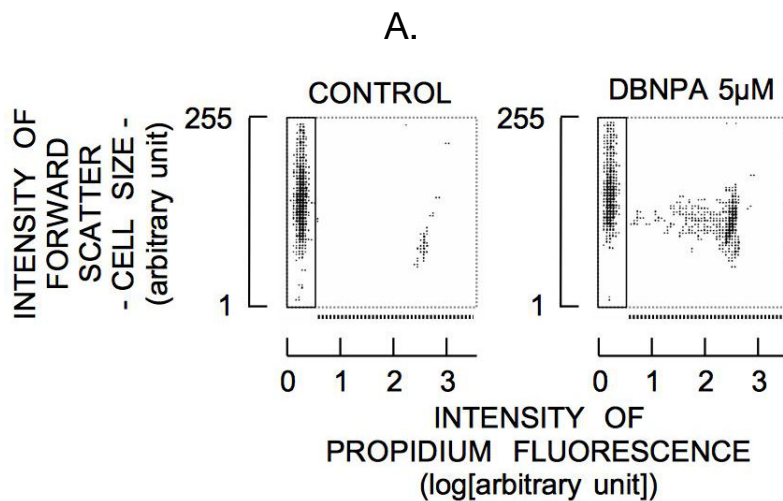 A.
CONTROL
DBNPA 5µM
INTENSITY OF
FORWARD
SCATTER
- CELL SIZE -
(arbitrary unit)
255
1
255
1
0 1 2 3
0 1 2 3
INTENSITY OF
PROPIDIUM FLUORESCENCE
(log[arbitrary unit])